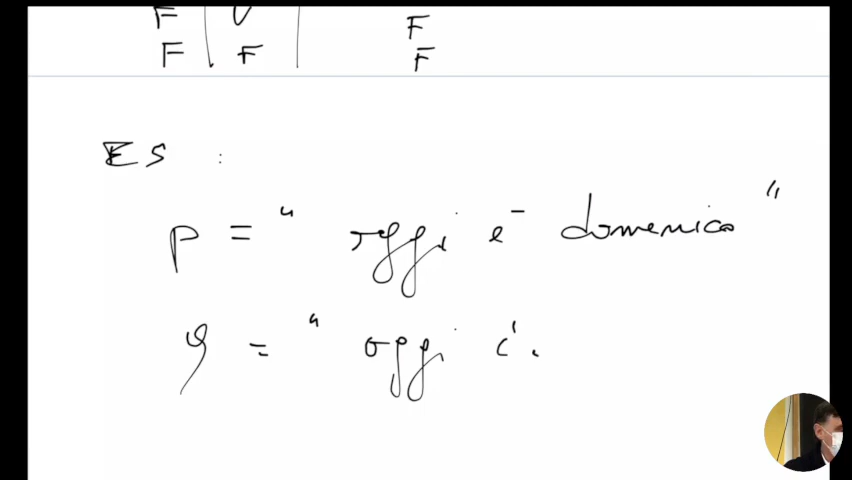 F | V | F
F | F | F
ES :
p = " oggi è domenica "
q = " oggi c'